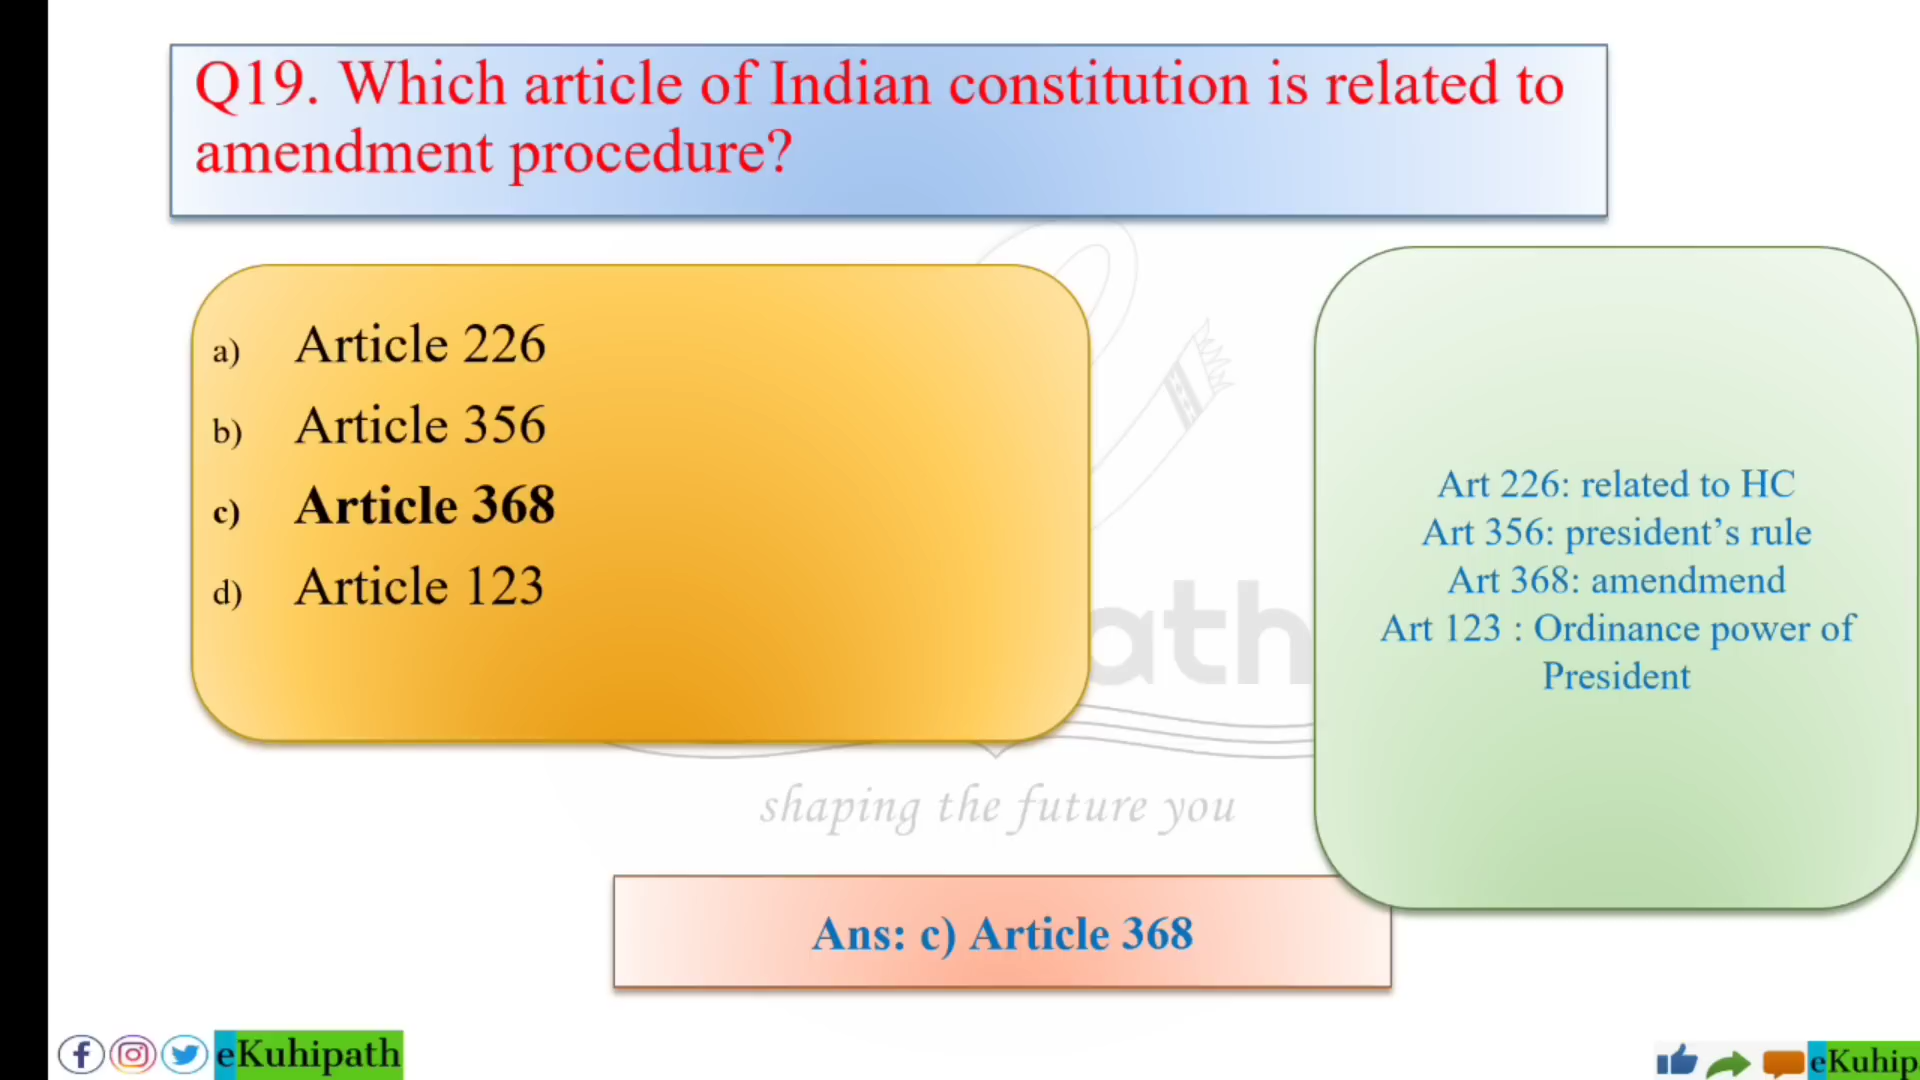 Q19. Which article of Indian constitution is related to
amendment procedure?
a) Article 226
b) Article 356
c) Article 368
d) Article 123
Art 226: related to HC
Art 356: president's rule
Art 368: amendmend
Art 123 : Ordinance power of
President
ath
shaping the future you
Ans: c) Article 368
eKuhipath
eKuhip